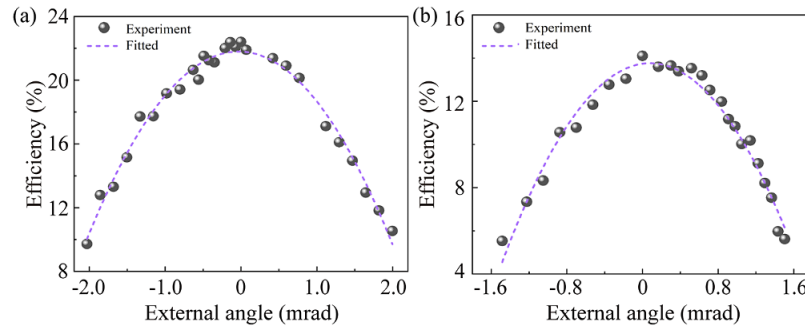 (a)
Experiment
Fitted
24
20
16
12
8
Efficiency (%)
-2.0 -1.0 0 1.0 2.0
External angle (mrad)
(b)
Experiment
Fitted
16
12
8
4
Efficiency (%)
-1.6 -0.8 0 0.8 1.6
External angle (mrad)